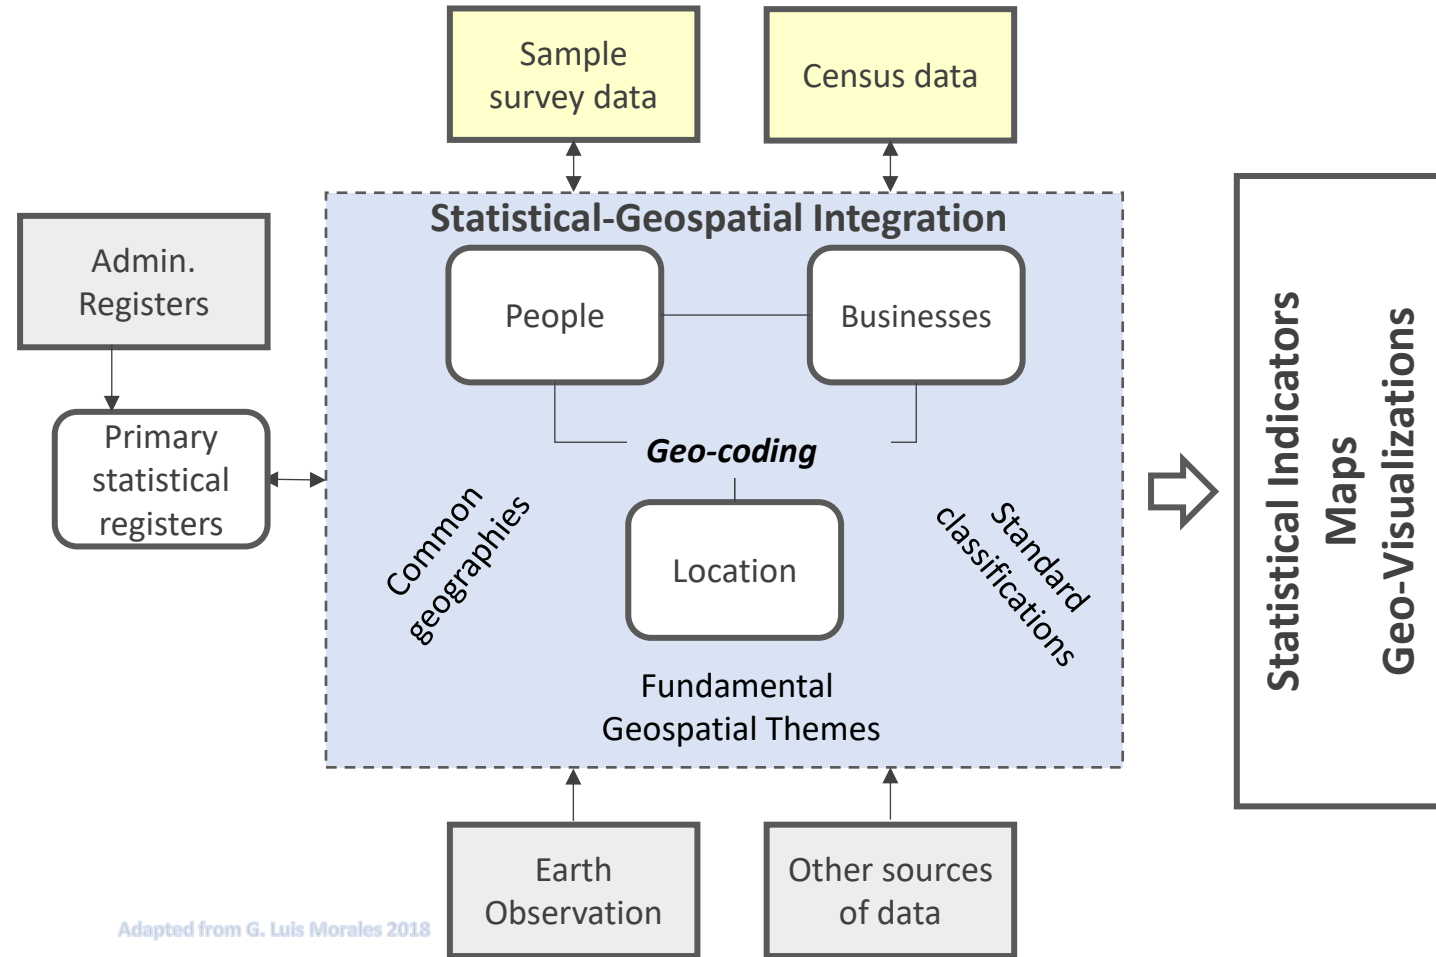 Sample
survey data
Census data
Statistical-Geospatial Integration
Admin.
Registers
People
Businesses
Primary
statistical
registers
Geo-coding
Common
geographies
Location
Standard
classifications
Fundamental
Geospatial Themes
Earth
Observation
Other sources
of data
Statistical Indicators
Maps
Geo-Visualizations
Adapted from G. Luis Morales 2018